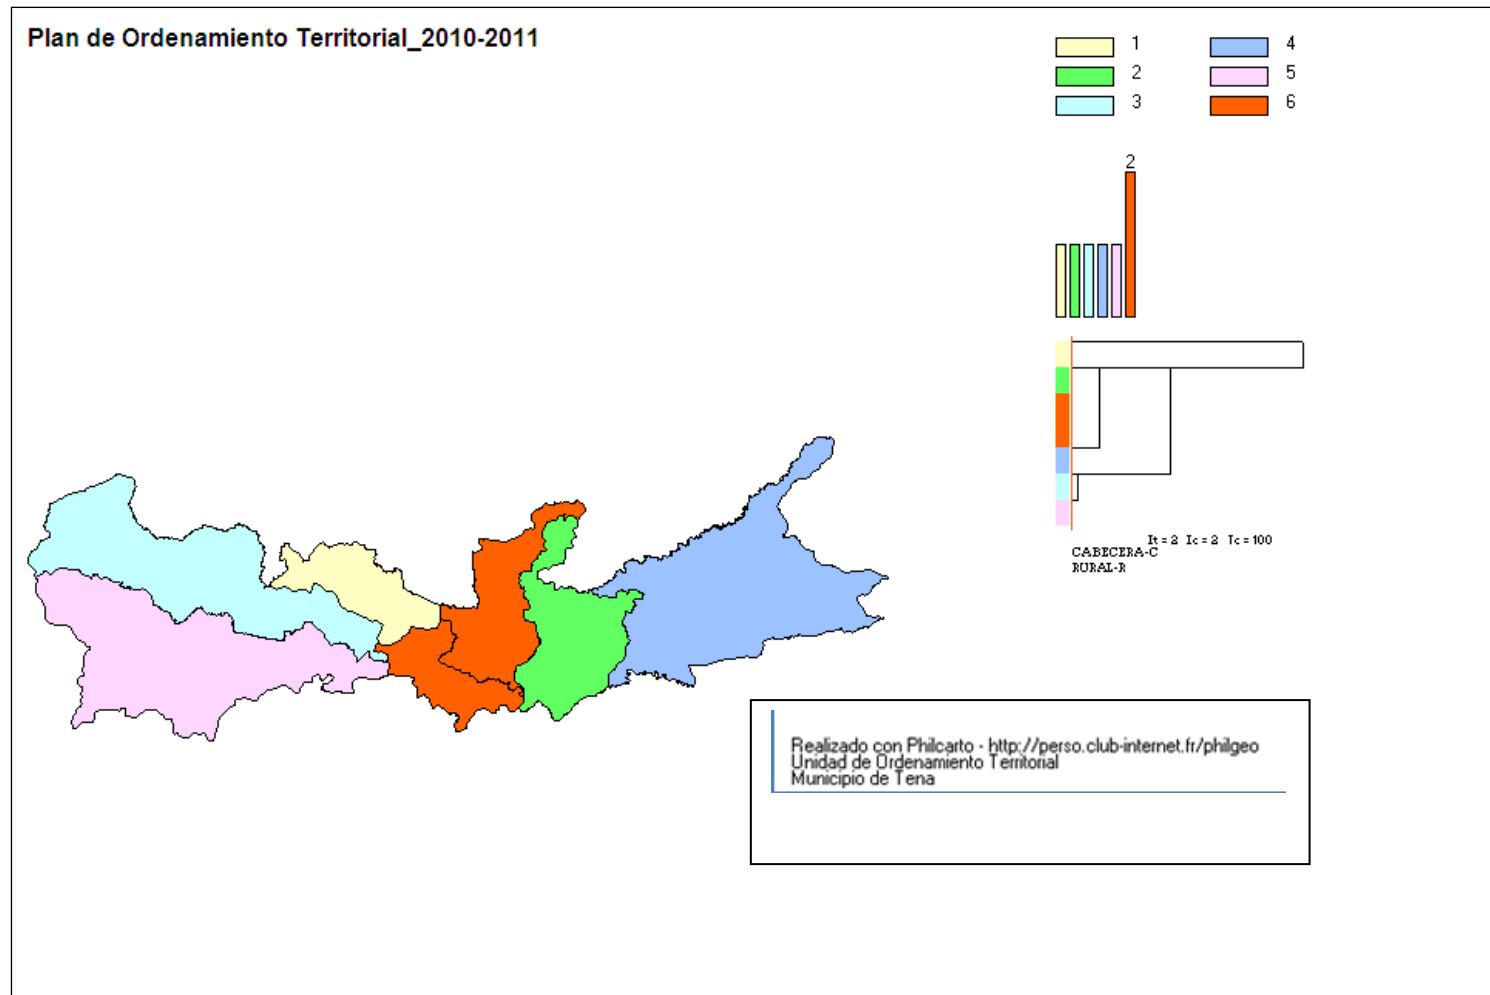 Plan de Ordenamiento Territorial_2010-2011
1
2
3
4
5
6
2
It = 2 Ic = 2 Tc = 100
CABECERA-C
RURAL-R
Realizado con Philcarto - http://perso.club-internet.fr/philgeo
Unidad de Ordenamiento Territorial
Municipio de Tena